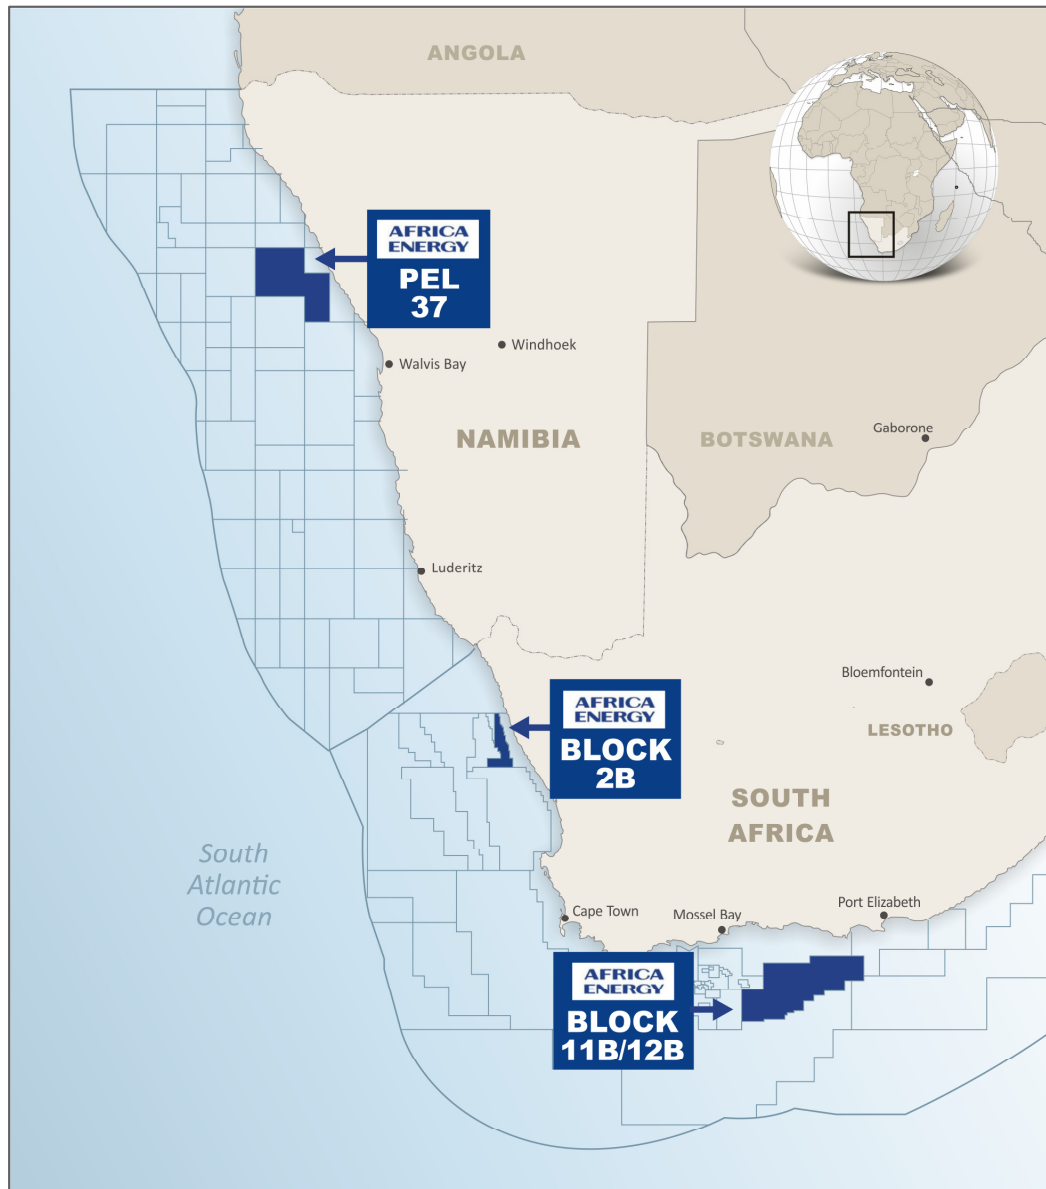 ANGOLA
AFRICA
ENERGY
PEL
37
Windhoek
Walvis Bay
NAMIBIA
BOTSWANA
Gaborone
Luderitz
Bloemfontein
LESOTHO
AFRICA
ENERGY
BLOCK
2B
SOUTH
AFRICA
South
Atlantic
Ocean
Cape Town
Mossel Bay
Port Elizabeth
AFRICA
ENERGY
BLOCK
11B/12B